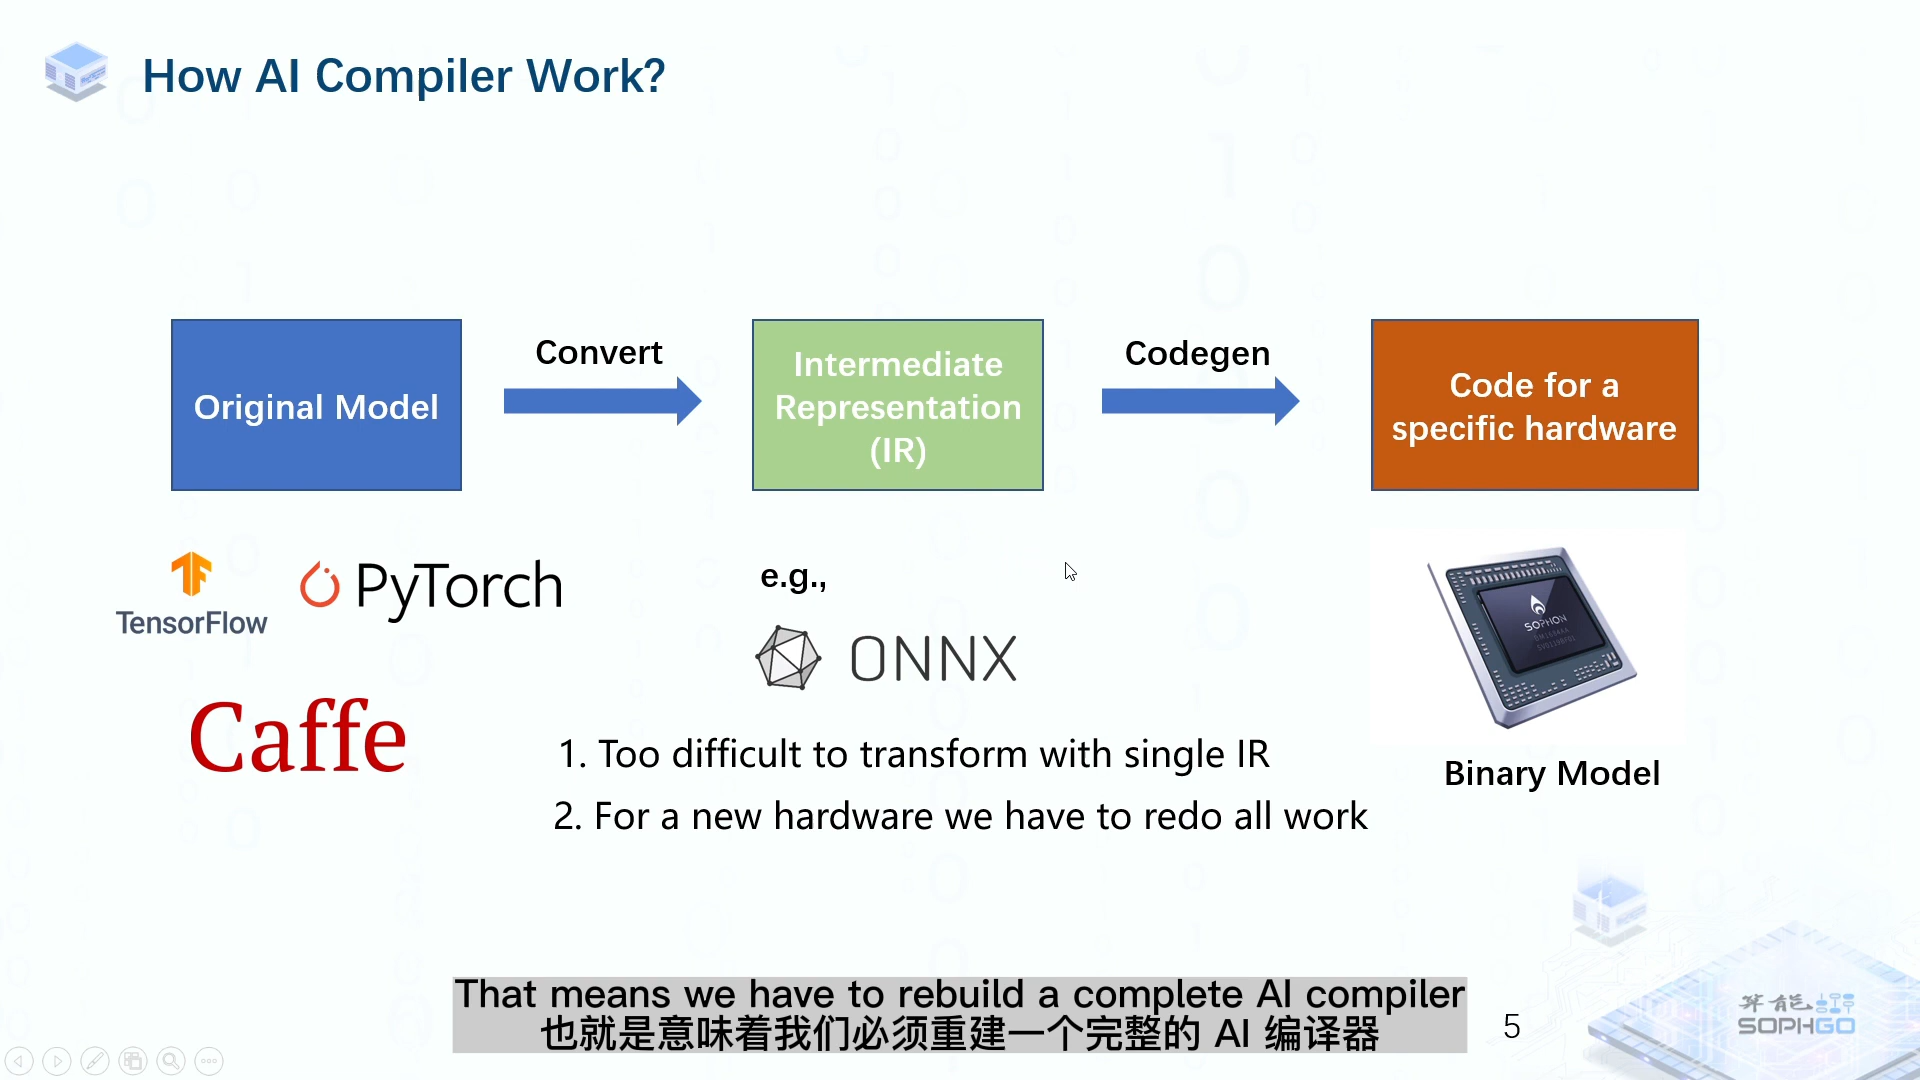 How AI Compiler Work?
Original Model
Convert
Intermediate
Representation
(IR)
Codegen
Code for a
specific hardware
TensorFlow
PyTorch
Caffe
e.g.,
ONNX
1. Too difficult to transform with single IR
2. For a new hardware we have to redo all work
SOPHON
Binary Model
That means we have to rebuild a complete AI compiler
也就是意味着我们必须重建一个完整的 AI 编译器
5
算能
SOPHGO